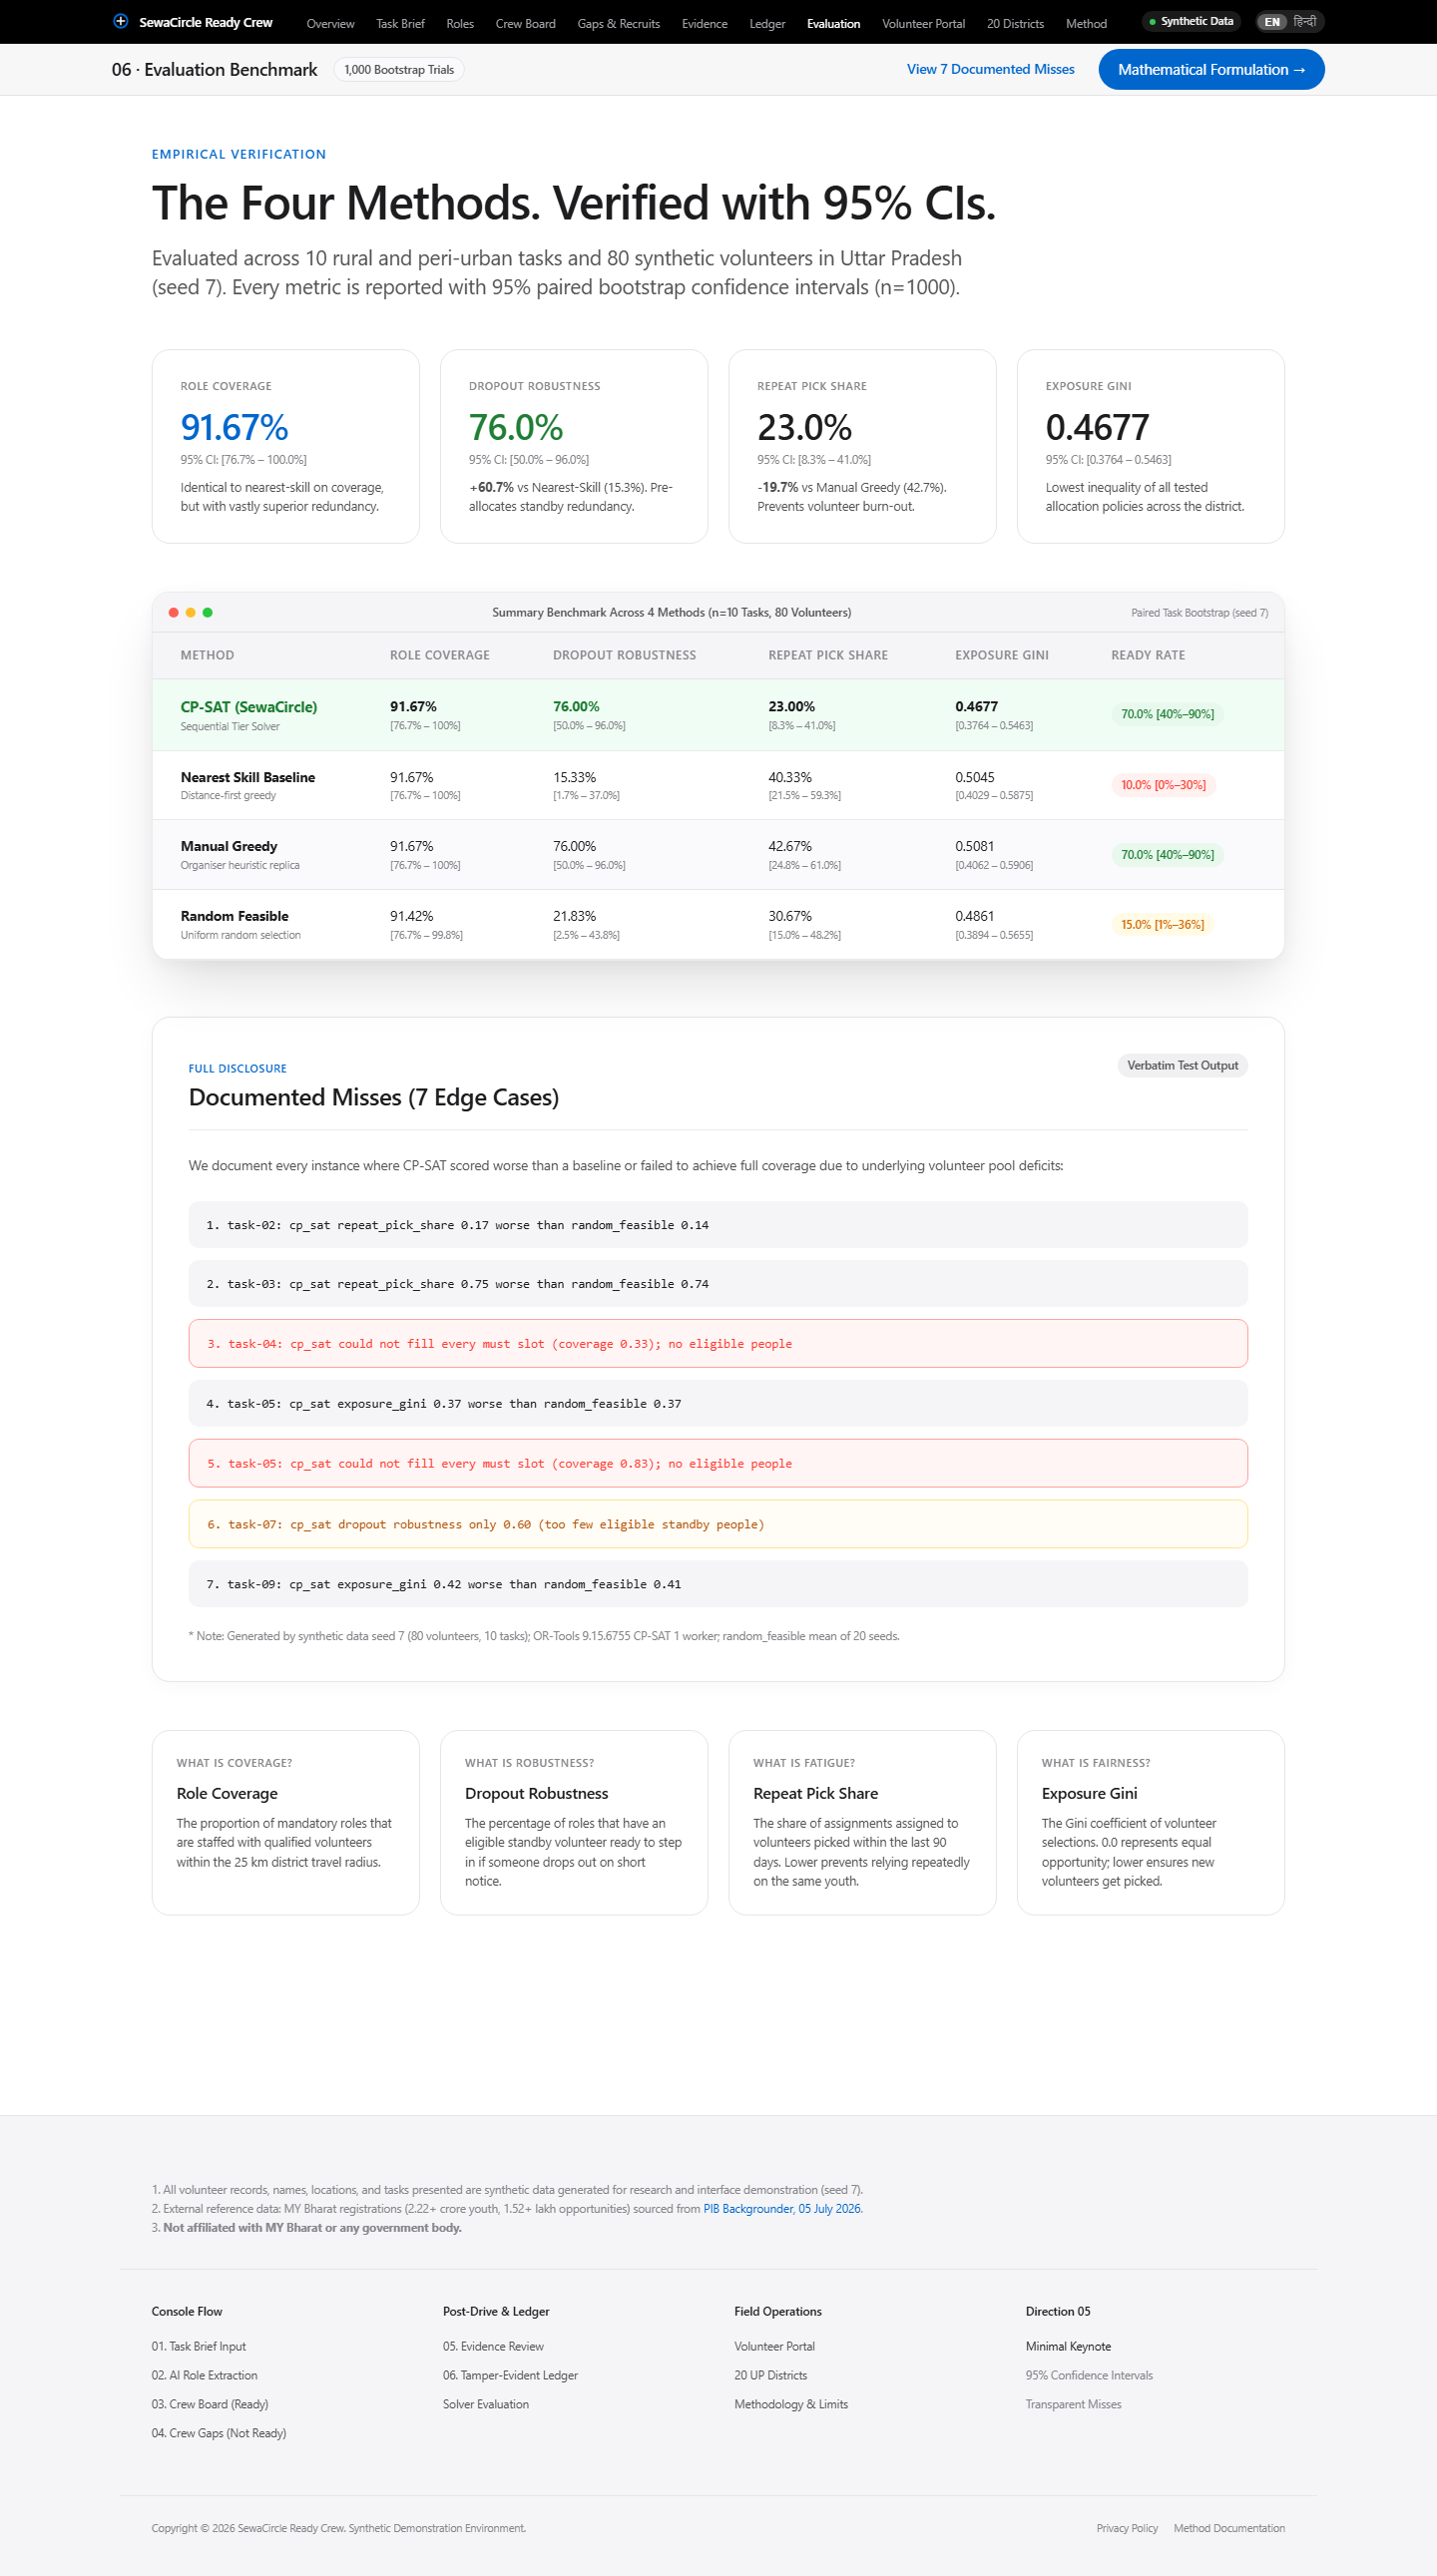 SewaCircle Ready Crew
Overview
Task Brief
Roles
Crew Board
Gaps & Recruits
Evidence
Ledger
Evaluation
Volunteer Portal
20 Districts
Method
Synthetic Data
EN
हिन्दी
06 · Evaluation Benchmark
1,000 Bootstrap Trials
View 7 Documented Misses
Mathematical Formulation →
EMPIRICAL VERIFICATION
The Four Methods. Verified with 95% CIs.
Evaluated across 10 rural and peri-urban tasks and 80 synthetic volunteers in Uttar Pradesh
(seed 7). Every metric is reported with 95% paired bootstrap confidence intervals (n=1000).
ROLE COVERAGE
91.67%
95% CI: [76.7% – 100.0%]
Identical to nearest-skill on coverage,
but with vastly superior redundancy.
DROPOUT ROBUSTNESS
76.0%
95% CI: [50.0% – 96.0%]
+60.7% vs Nearest-Skill (15.3%). Pre-
allocates standby redundancy.
REPEAT PICK SHARE
23.0%
95% CI: [8.3% – 41.0%]
-19.7% vs Manual Greedy (42.7%).
Prevents volunteer burn-out.
EXPOSURE GINI
0.4677
95% CI: [0.3764 – 0.5463]
Lowest inequality of all tested
allocation policies across the district.
Summary Benchmark Across 4 Methods (n=10 Tasks, 80 Volunteers)
Paired Task Bootstrap (seed 7)
METHOD ROLE COVERAGE DROPOUT ROBUSTNESS REPEAT PICK SHARE EXPOSURE GINI READY RATE
CP-SAT (SewaCircle) 91.67% 76.00% 23.00% 0.4677 70.0% [40%–90%]
Sequential Tier Solver [76.7% – 100%] [50.0% – 96.0%] [8.3% – 41.0%] [0.3764 – 0.5463]
Nearest Skill Baseline 91.67% 15.33% 40.33% 0.5045 10.0% [0%–30%]
Distance-first greedy [76.7% – 100%] [1.7% – 37.0%] [21.5% – 59.3%] [0.4029 – 0.5875]
Manual Greedy 91.67% 76.00% 42.67% 0.5081 70.0% [40%–90%]
Organiser heuristic replica [76.7% – 100%] [50.0% – 96.0%] [24.8% – 61.0%] [0.4062 – 0.5906]
Random Feasible 91.42% 21.83% 30.67% 0.4861 15.0% [1%–36%]
Uniform random selection [76.7% – 99.8%] [2.5% – 43.8%] [15.0% – 48.2%] [0.3894 – 0.5655]
FULL DISCLOSURE
Documented Misses (7 Edge Cases)
Verbatim Test Output
We document every instance where CP-SAT scored worse than a baseline or failed to achieve full coverage due to underlying volunteer pool deficits:
1. task-02: cp_sat repeat_pick_share 0.17 worse than random_feasible 0.14
2. task-03: cp_sat repeat_pick_share 0.75 worse than random_feasible 0.74
3. task-04: cp_sat could not fill every must slot (coverage 0.33); no eligible people
4. task-05: cp_sat exposure_gini 0.37 worse than random_feasible 0.37
5. task-05: cp_sat could not fill every must slot (coverage 0.83); no eligible people
6. task-07: cp_sat dropout robustness only 0.60 (too few eligible standby people)
7. task-09: cp_sat exposure_gini 0.42 worse than random_feasible 0.41
* Note: Generated by synthetic data seed 7 (80 volunteers, 10 tasks); OR-Tools 9.15.6755 CP-SAT 1 worker; random_feasible mean of 20 seeds.
WHAT IS COVERAGE?
Role Coverage
The proportion of mandatory roles that
are staffed with qualified volunteers
within the 25 km district travel radius.
WHAT IS ROBUSTNESS?
Dropout Robustness
The percentage of roles that have an
eligible standby volunteer ready to step
in if someone drops out on short
notice.
WHAT IS FATIGUE?
Repeat Pick Share
The share of assignments assigned to
volunteers picked within the last 90
days. Lower prevents relying repeatedly
on the same youth.
WHAT IS FAIRNESS?
Exposure Gini
The Gini coefficient of volunteer
selections. 0.0 represents equal
opportunity; lower ensures new
volunteers get picked.
1. All volunteer records, names, locations, and tasks presented are synthetic data generated for research and interface demonstration (seed 7).
2. External reference data: MY Bharat registrations (2.22+ crore youth, 1.52+ lakh opportunities) sourced from PIB Backgrounder, 05 July 2026.
3. Not affiliated with MY Bharat or any government body.
Console Flow
01. Task Brief Input
02. AI Role Extraction
03. Crew Board (Ready)
04. Crew Gaps (Not Ready)
Post-Drive & Ledger
05. Evidence Review
06. Tamper-Evident Ledger
Solver Evaluation
Field Operations
Volunteer Portal
20 UP Districts
Methodology & Limits
Direction 05
Minimal Keynote
95% Confidence Intervals
Transparent Misses
Copyright © 2026 SewaCircle Ready Crew. Synthetic Demonstration Environment.
Privacy Policy
Method Documentation